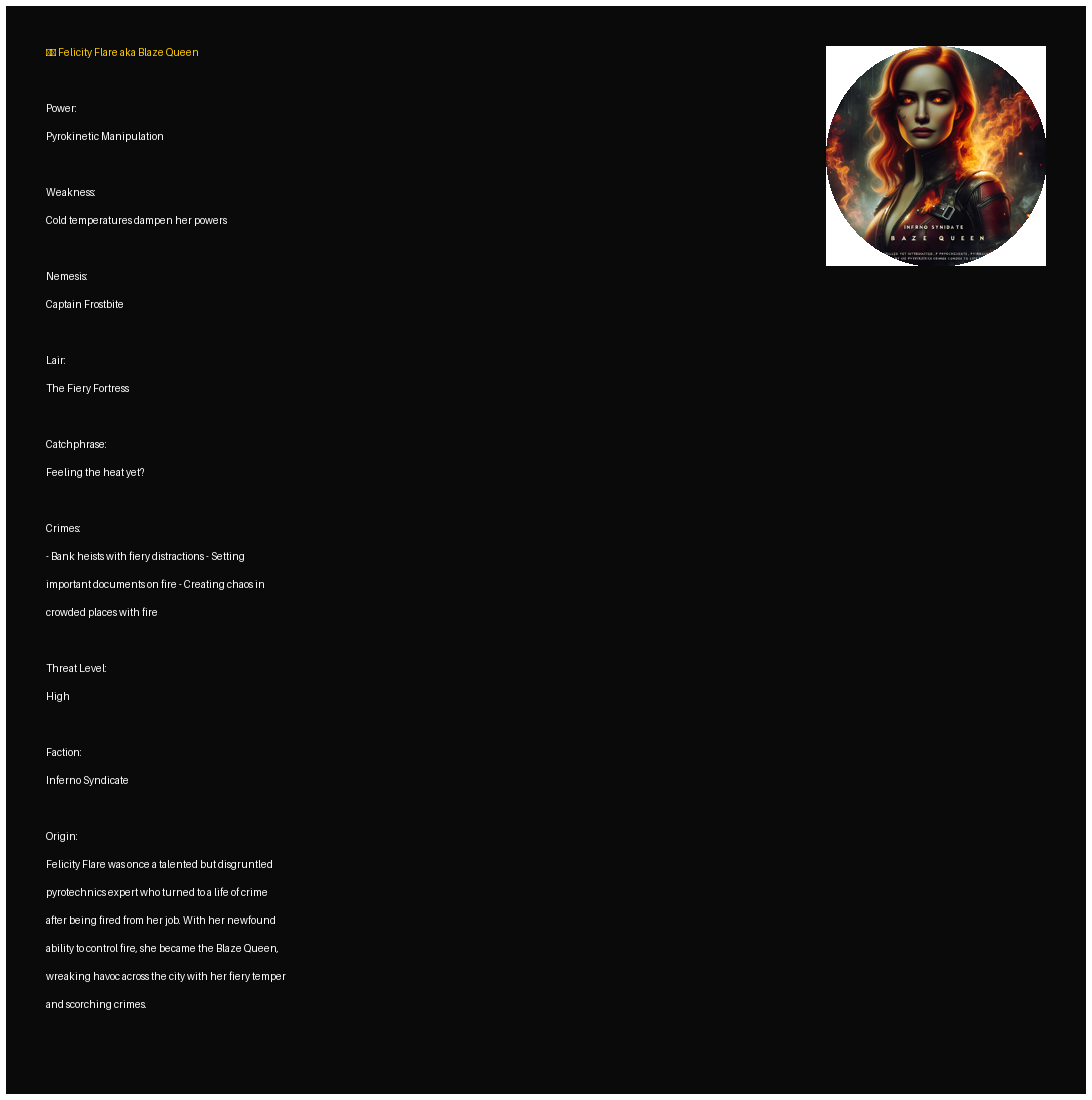 Felicity Flare aka Blaze Queen
Power:
Pyrokinetic Manipulation
Weakness:
Cold temperatures dampen her powers
Nemesis:
Captain Frostbite
Lair:
The Fiery Fortress
Catchphrase:
Feeling the heat yet?
Crimes:
- Bank heists with fiery distractions - Setting
important documents on fire - Creating chaos in
crowded places with fire
Threat Level:
High
Faction:
Inferno Syndicate
Origin:
Felicity Flare was once a talented but disgruntled
pyrotechnics expert who turned to a life of crime
after being fired from her job. With her newfound
ability to control fire, she became the Blaze Queen,
wreaking havoc across the city with her fiery temper
and scorching crimes.
INFRNO SYNIDATE
BAZE QUEEN